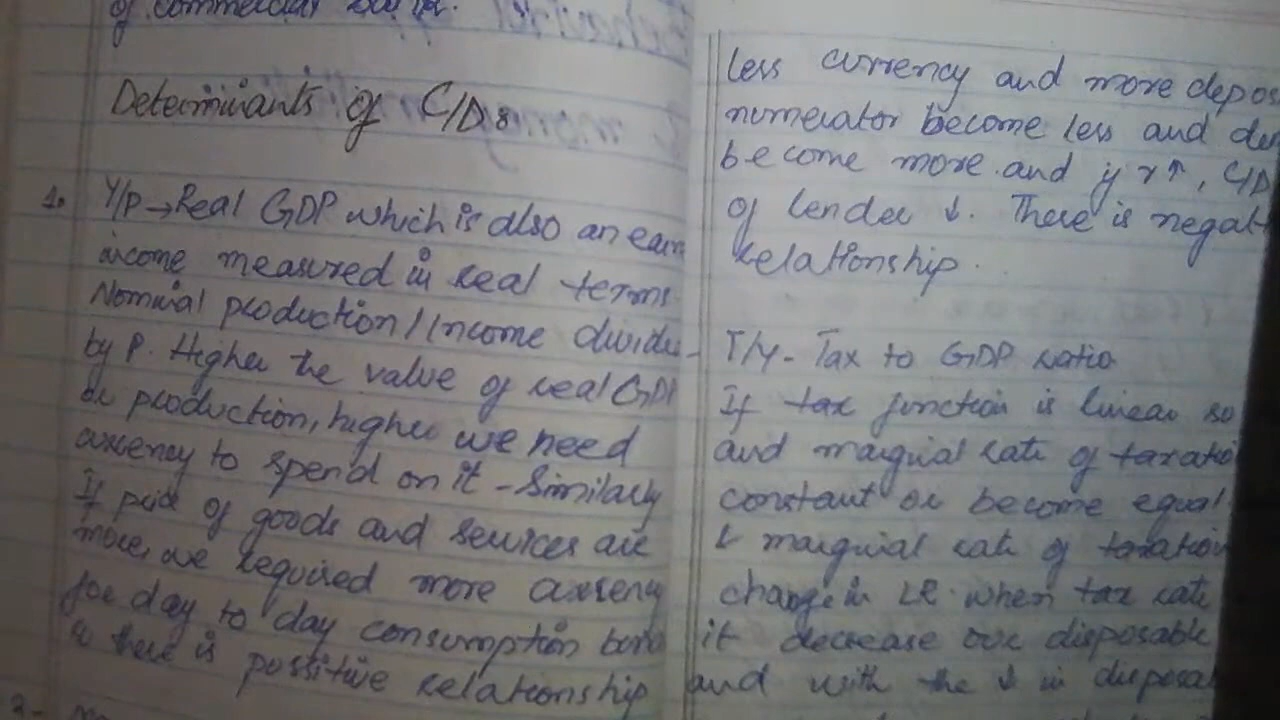 of commercial
Determinants of C/D :
1. Y/P → Real GDP which is also an earn
income measured in real terms
Nominal production / Income divide
by P. Higher the value of real GD
or production, higher we need
currency to spend on it - Similarly
If price of goods and services are
more, we required more currency
for day to day consumption
so there is possitive relationship
2-
less currency and more depos
numerator become less and de
become more and if r↑, C/D
of lender ↓. There is negat
relationship.
T/Y - Tax to GDP ratio
If tax function is linear so
and marginal rate of taxatio
constant or become equal
& marginal rate of taxation
change in LR when tax rate
it decrease our disposable
and with the ↓ in disposa